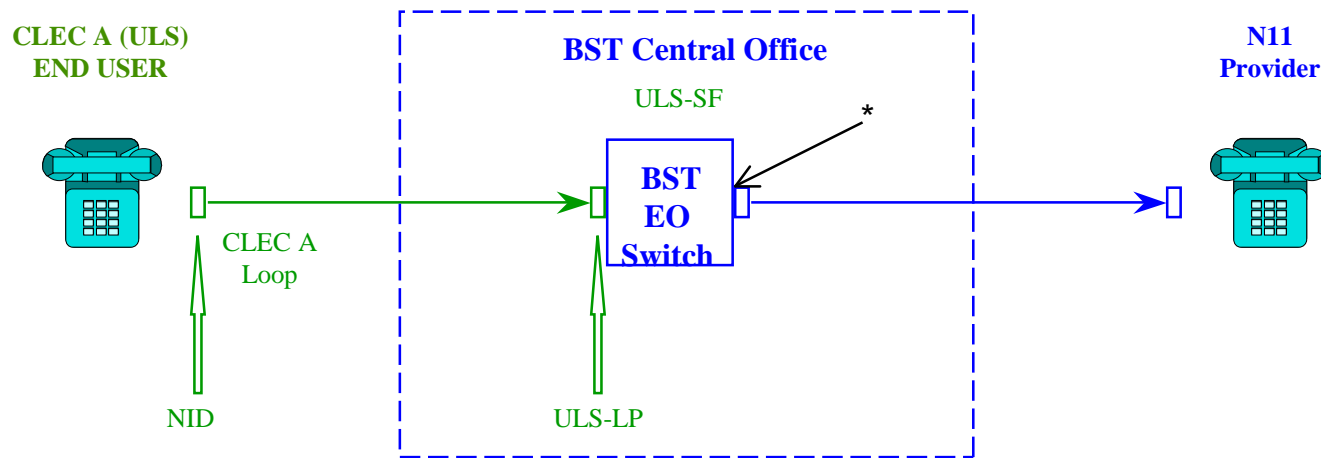 CLEC A (ULS)
END USER
BST Central Office
N11
Provider
ULS-SF
*
BST
EO
Switch
CLEC A
Loop
NID
ULS-LP